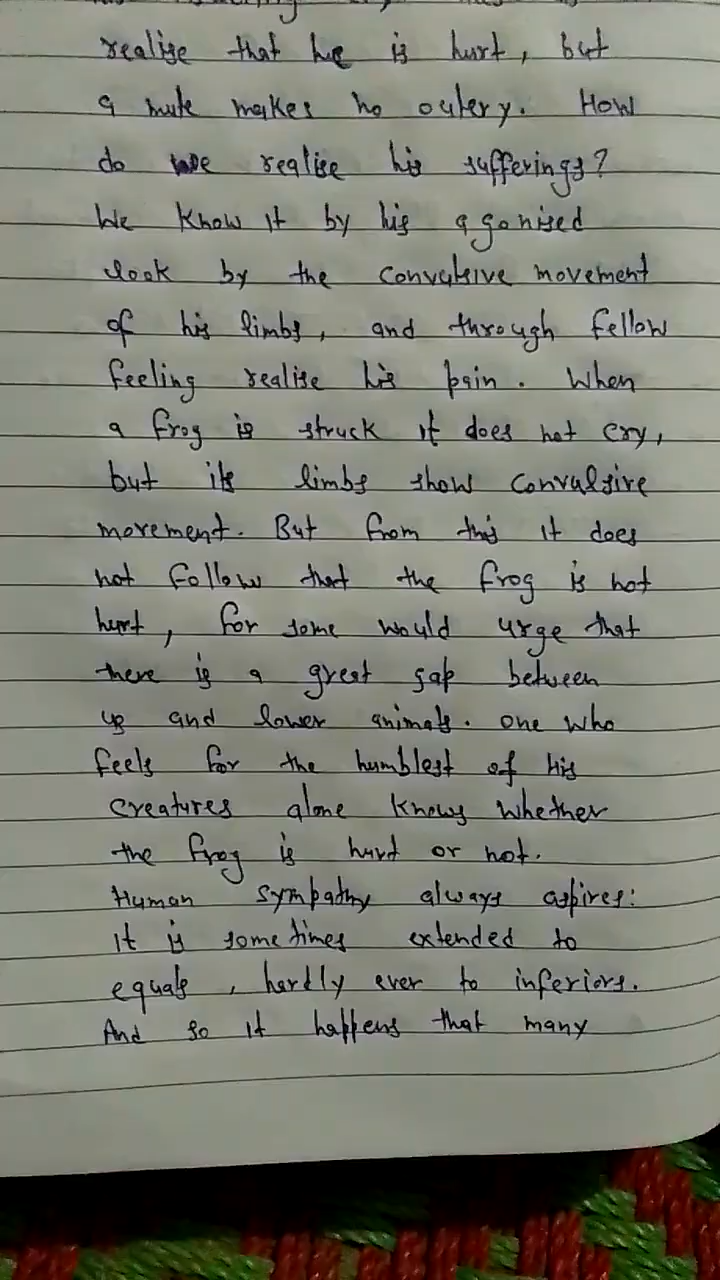 realise that he is hurt, but
a mute makes no outery. How
do we realise his sufferings?
We know it by his agonised
look by the convulsive movement
of his limbs, and through fellow
feeling realise his pain. When
a frog is struck it does not cry,
but its limbs show convulsive
movement. But from this it does
not follow that the frog is not
hurt, for some would urge that
there is a great gap between
us and lower animals. one who
feels for the humblest of His
creatures alone knows whether
the frog is hurt or not.
Human sympathy always aspires:
it is sometimes extended to
equals, hardly ever to inferiors.
And so it happens that many